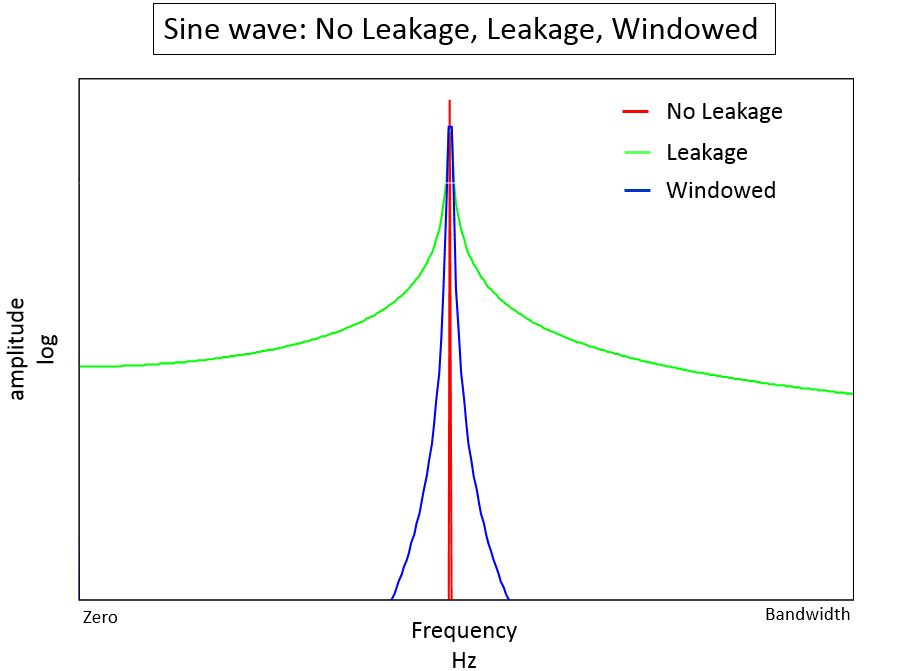 Sine wave: No Leakage, Leakage, Windowed
No Leakage
Leakage
Windowed
amplitude
log
Zero
Bandwidth
Frequency
Hz